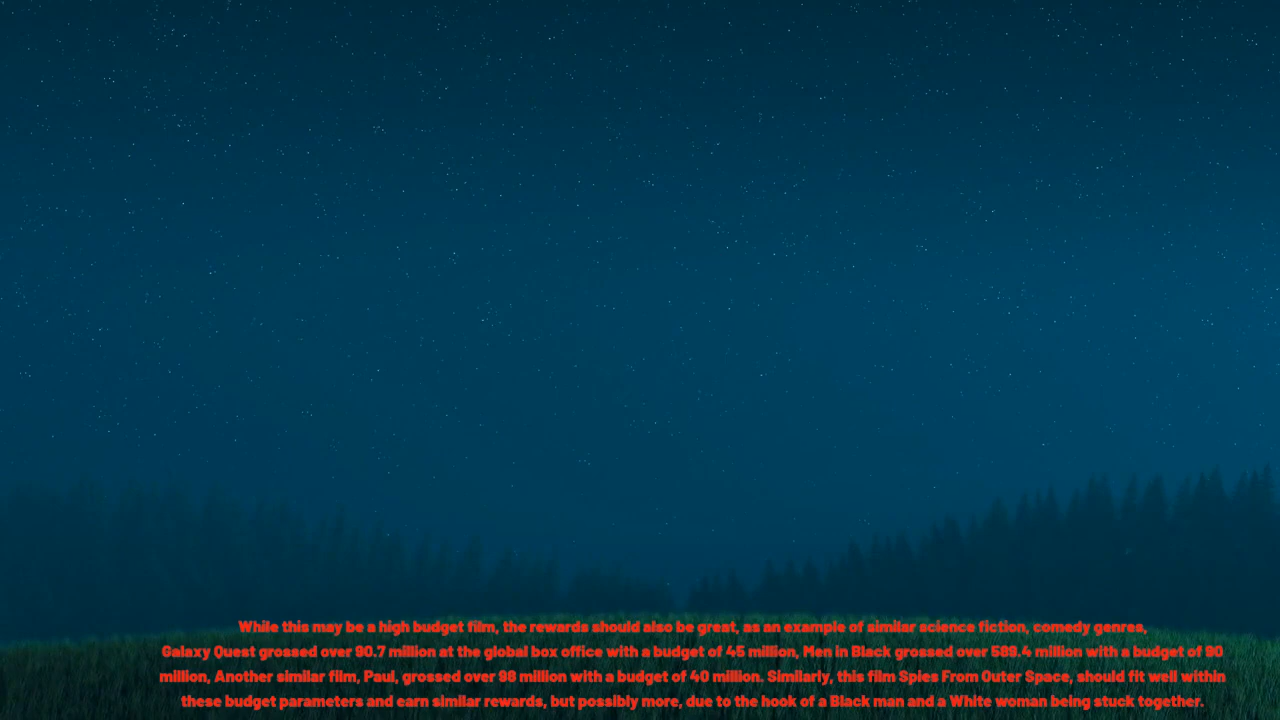 While this may be a high budget film, the rewards should also be great, as an example of similar science fiction, comedy genres,
Galaxy Quest grossed over 90.7 million at the global box office with a budget of 45 million, Men in Black grossed over 589.4 million with a budget of 90
million, Another similar film, Paul, grossed over 98 million with a budget of 40 million. Similarly, this film Spies From Outer Space, should fit well within
these budget parameters and earn similar rewards, but possibly more, due to the hook of a Black man and a White woman being stuck together.